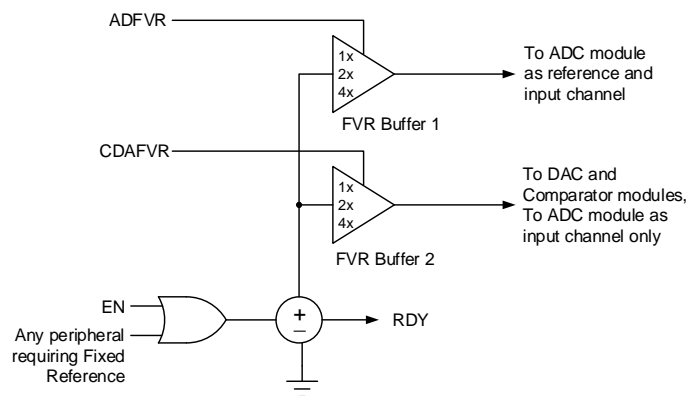 ADFVR
1x
2x
4x
To ADC module
as reference and
input channel
FVR Buffer 1
CDAFVR
1x
2x
4x
To DAC and
Comparator modules,
To ADC module as
input channel only
FVR Buffer 2
EN
Any peripheral
requiring Fixed
Reference
+
−
RDY